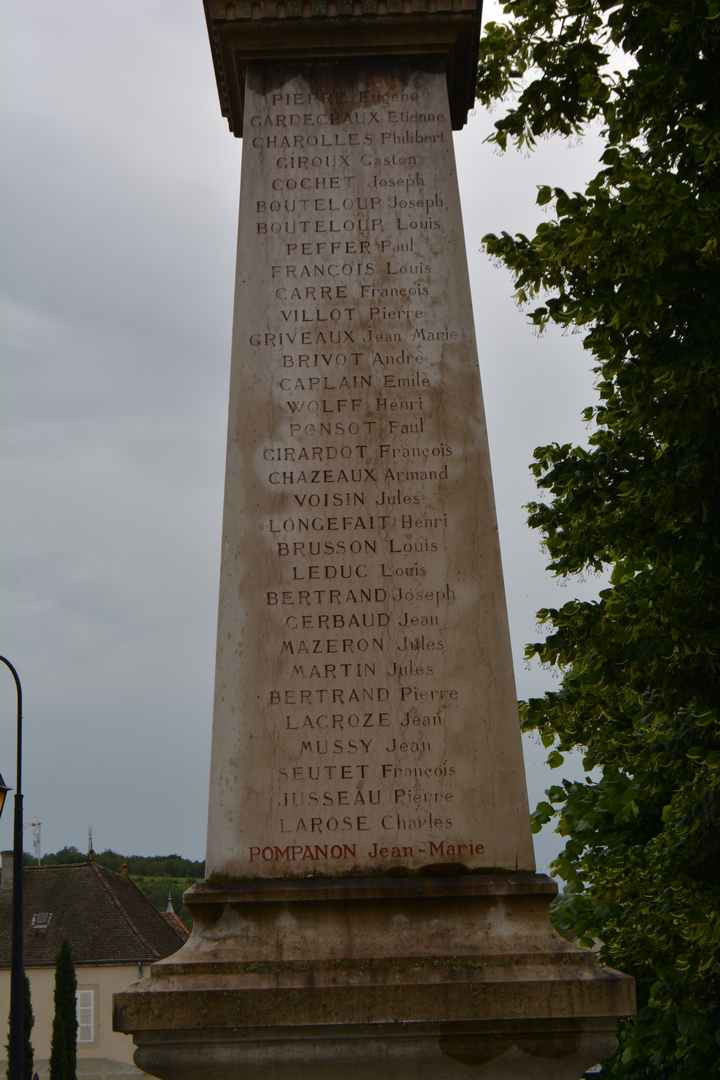 PIERRE Eugène
GARDECEAUX Etienne
CHAROLLES Philibert
GIROUX Gaston
COCHET Joseph
BOUTELOUP Joseph
BOUTELOUP Louis
PEFFER Paul
FRANÇOIS Louis
CARRE François
VILLOT Pierre
GRIVEAUX Jean Marie
BRIVOT André
CAPLAIN Emile
WOLFF Henri
PONSOT Paul
GIRARDOT François
CHAZEAUX Armand
VOISIN Jules
LONGEFAIT Henri
BRUSSON Louis
LEDUC Louis
BERTRAND Joseph
GERBAUD Jean
MAZERON Jules
MARTIN Jules
BERTRAND Pierre
LACROZE Jean
MUSSY Jean
SEUTET François
JUSSEAU Pierre
LAROSE Charles
POMPANON Jean-Marie